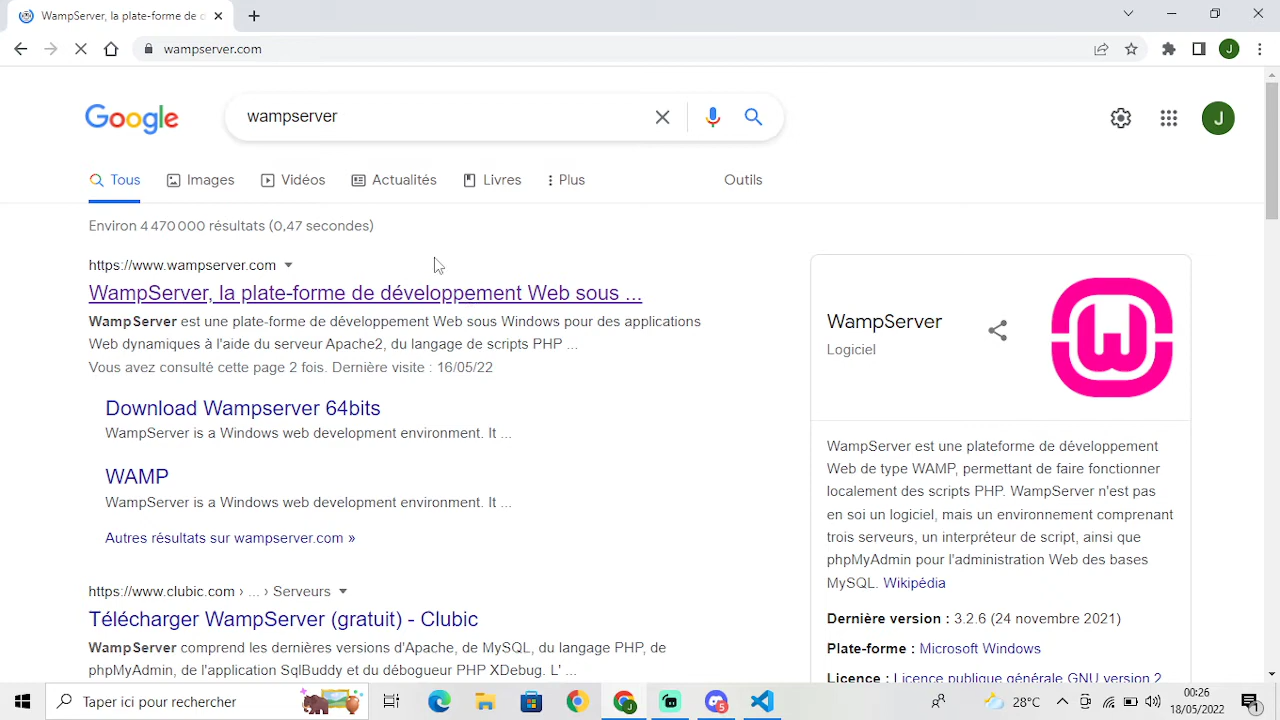 WampServer, la plate-forme de
wampserver.com
J
Google
wampserver
J
Tous
Images
Vidéos
Actualités
Livres
Plus
Outils
Environ 4 470 000 résultats (0,47 secondes)
https://www.wampserver.com
WampServer, la plate-forme de développement Web sous ...
WampServer est une plate-forme de développement Web sous Windows pour des applications
Web dynamiques à l'aide du serveur Apache2, du langage de scripts PHP ...
Vous avez consulté cette page 2 fois. Dernière visite : 16/05/22
Download Wampserver 64bits
WampServer is a Windows web development environment. It ...
WAMP
WampServer is a Windows web development environment. It ...
Autres résultats sur wampserver.com »
https://www.clubic.com › ... › Serveurs
Télécharger WampServer (gratuit) - Clubic
WampServer comprend les dernières versions d'Apache, de MySQL, du langage PHP, de
phpMyAdmin, de l'application SqlBuddy et du débogueur PHP XDebug. L' ...
WampServer
Logiciel
W
WampServer est une plateforme de développement
Web de type WAMP, permettant de faire fonctionner
localement des scripts PHP. WampServer n'est pas
en soi un logiciel, mais un environnement comprenant
trois serveurs, un interpréteur de script, ainsi que
phpMyAdmin pour l'administration Web des bases
MySQL. Wikipédia
Dernière version : 3.2.6 (24 novembre 2021)
Plate-forme : Microsoft Windows
Licence : Licence publique générale GNU version 2
Taper ici pour rechercher
J
5
28°C
00:26
18/05/2022
1